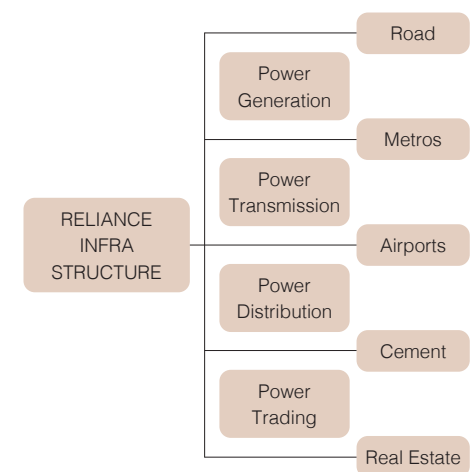 Road
Power
Generation
Metros
Power
Transmission
RELIANCE
INFRA
STRUCTURE
Airports
Power
Distribution
Cement
Power
Trading
Real Estate